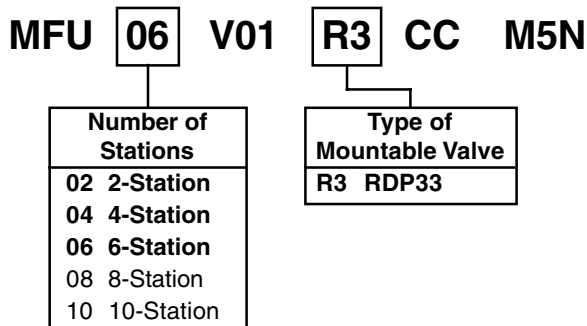 MFU 06 V01 R3 CC M5N
Number of
Stations
02 2-Station
04 4-Station
06 6-Station
08 8-Station
10 10-Station
Type of
Mountable Valve
R3 RDP33